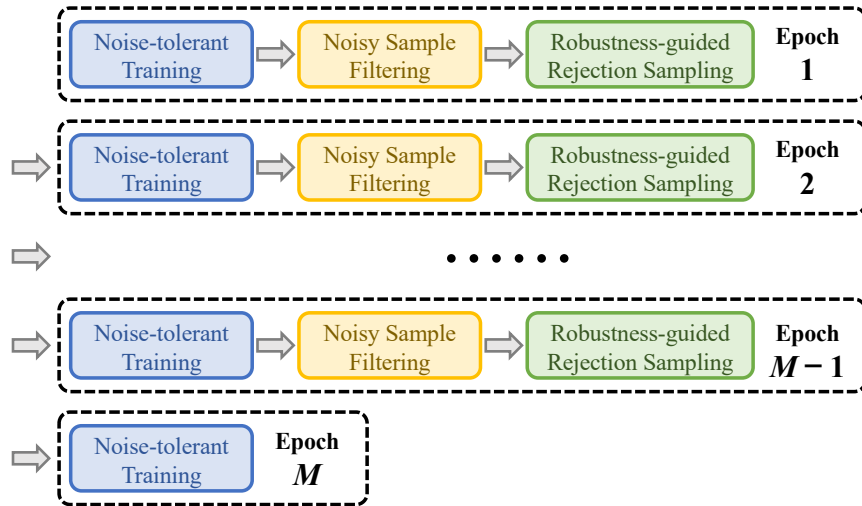 Noise-tolerant
Training
Noisy Sample
Filtering
Robustness-guided
Rejection Sampling
Epoch
1
Noise-tolerant
Training
Noisy Sample
Filtering
Robustness-guided
Rejection Sampling
Epoch
2
......
Noise-tolerant
Training
Noisy Sample
Filtering
Robustness-guided
Rejection Sampling
Epoch
M − 1
Noise-tolerant
Training
Epoch
M